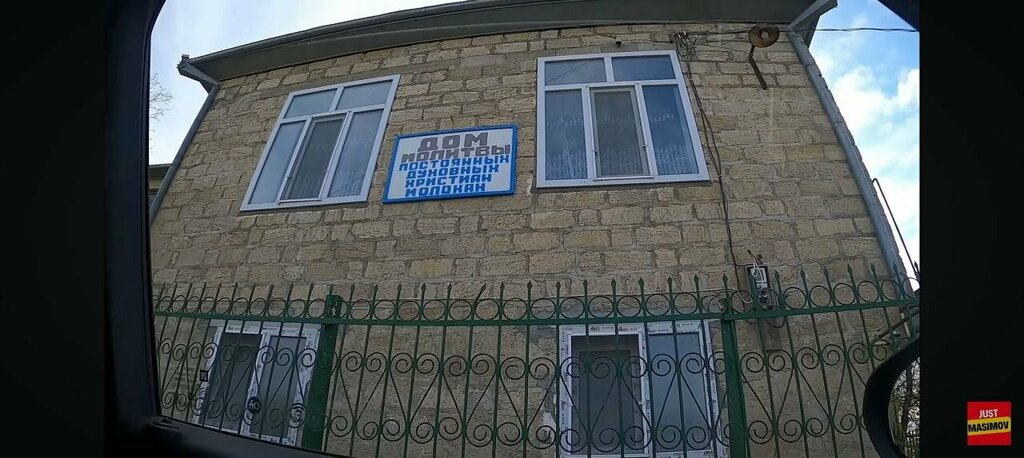 ДОМ
МОЛИТВЫ
ПОСТОЯННЫХ
ДУХОВНЫХ
ХРИСТИАН
МОЛОКАН
JUST
MASIMOV